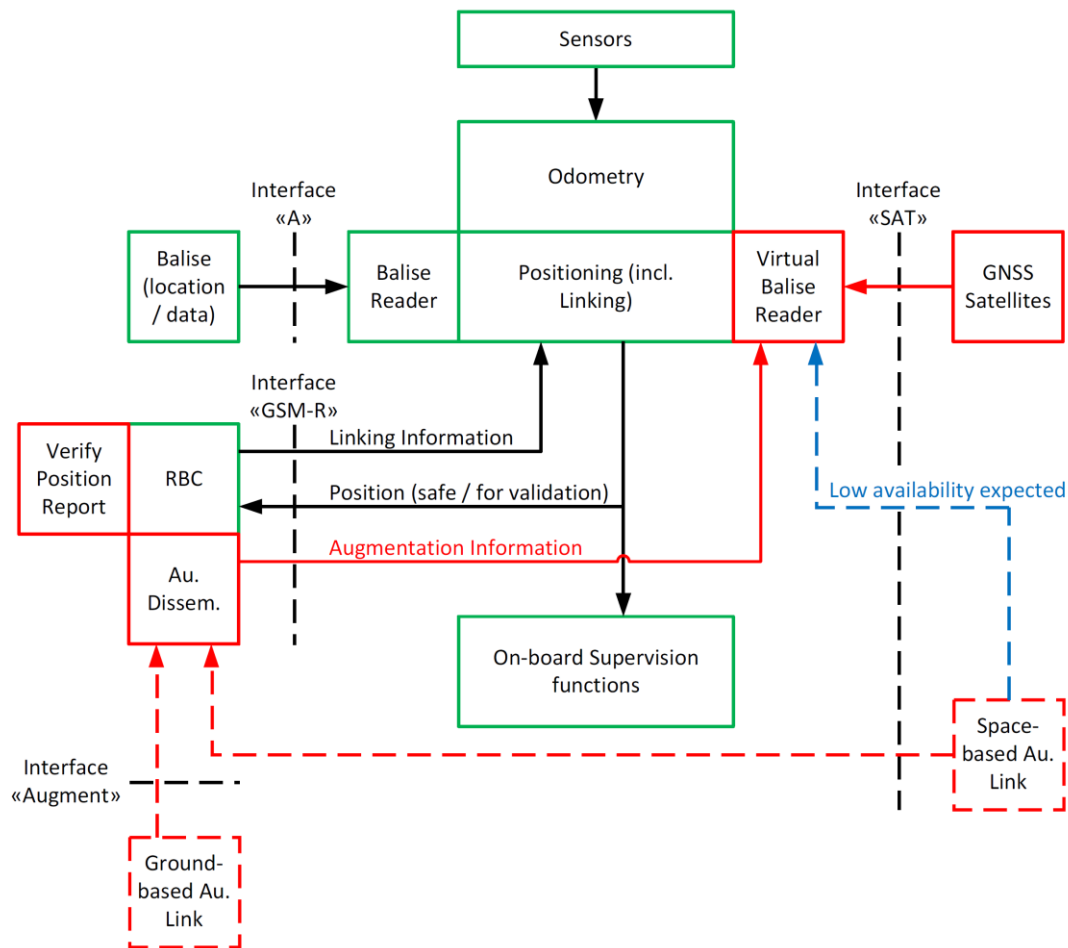 Sensors
Odometry
Interface
«A»
Interface
«SAT»
Balise
(location
/ data)
Balise
Reader
Positioning (incl.
Linking)
Virtual
Balise
Reader
GNSS
Satellites
Interface
«GSM-R»
Verify
Position
Report
RBC
Linking Information
Position (safe / for validation)
Low availability expected
Augmentation Information
Au.
Dissem.
On-board Supervision
functions
Space-
based Au.
Link
Interface
«Augment»
Ground-
based Au.
Link